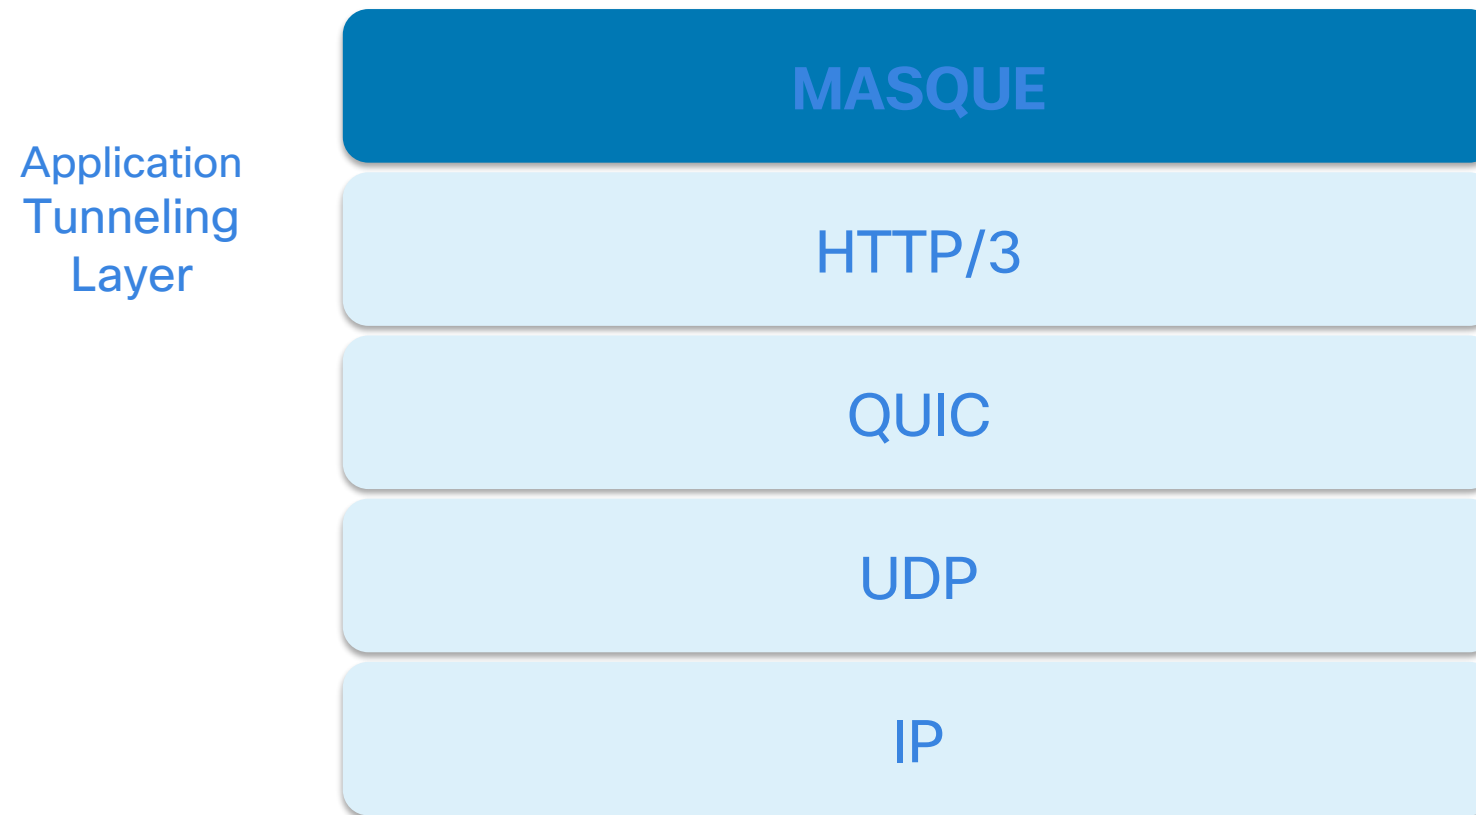 MASQUE
Application
Tunneling
Layer
HTTP/3
QUIC
UDP
IP